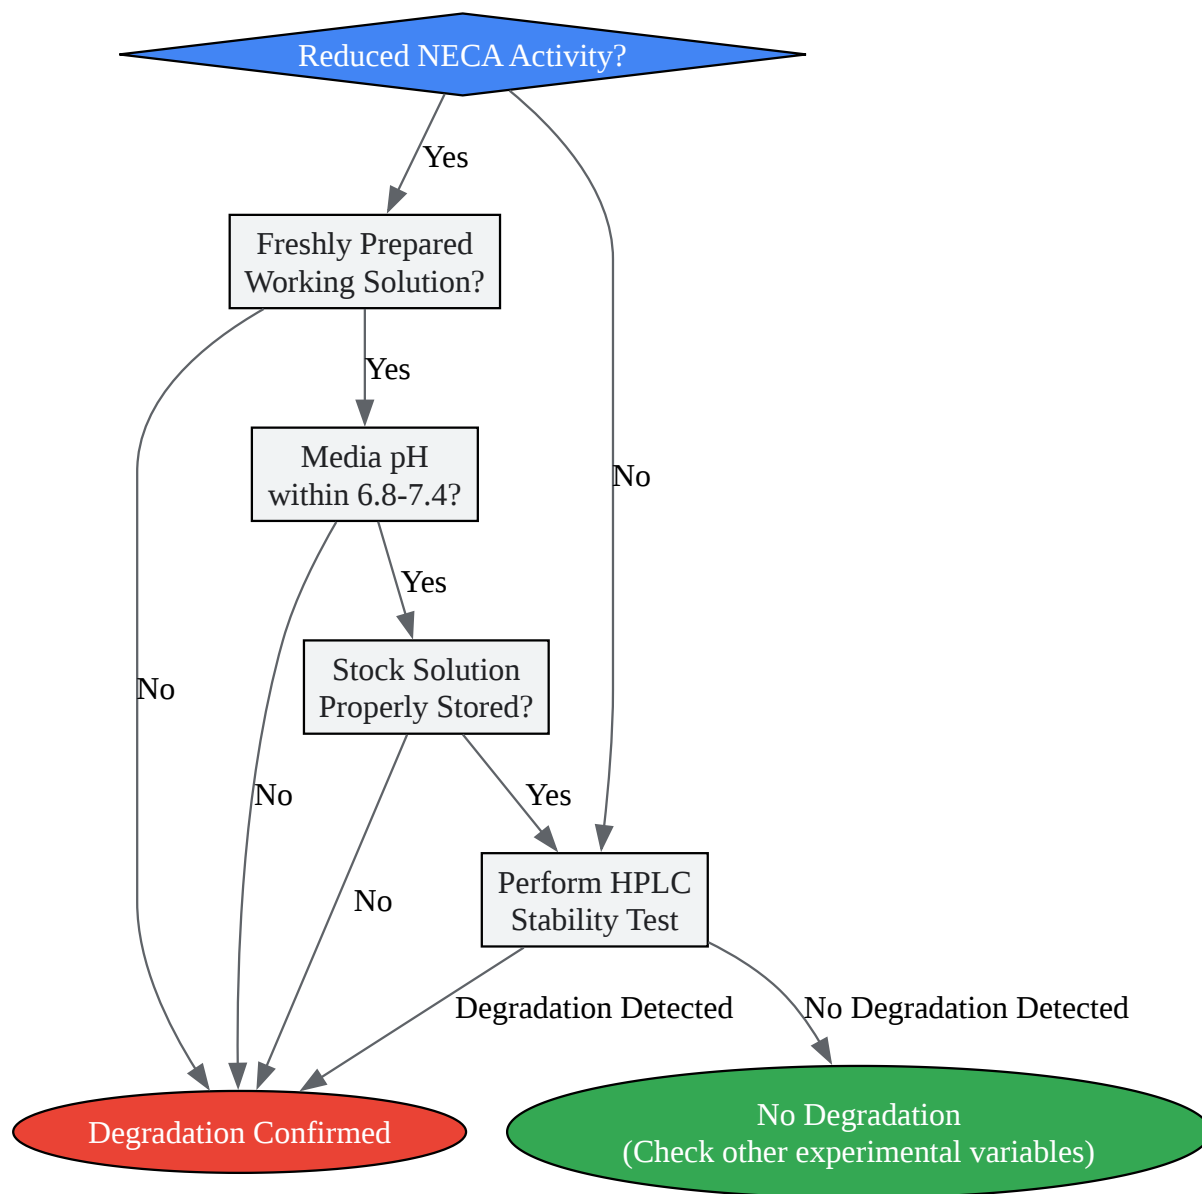 Reduced NECA Activity?
Yes
Freshly Prepared
Working Solution?
Yes
Media pH
within 6.8-7.4?
No
Yes
Stock Solution
Properly Stored?
No
No
Yes
No
Perform HPLC
Stability Test
Degradation Detected
No Degradation Detected
Degradation Confirmed
No Degradation
(Check other experimental variables)